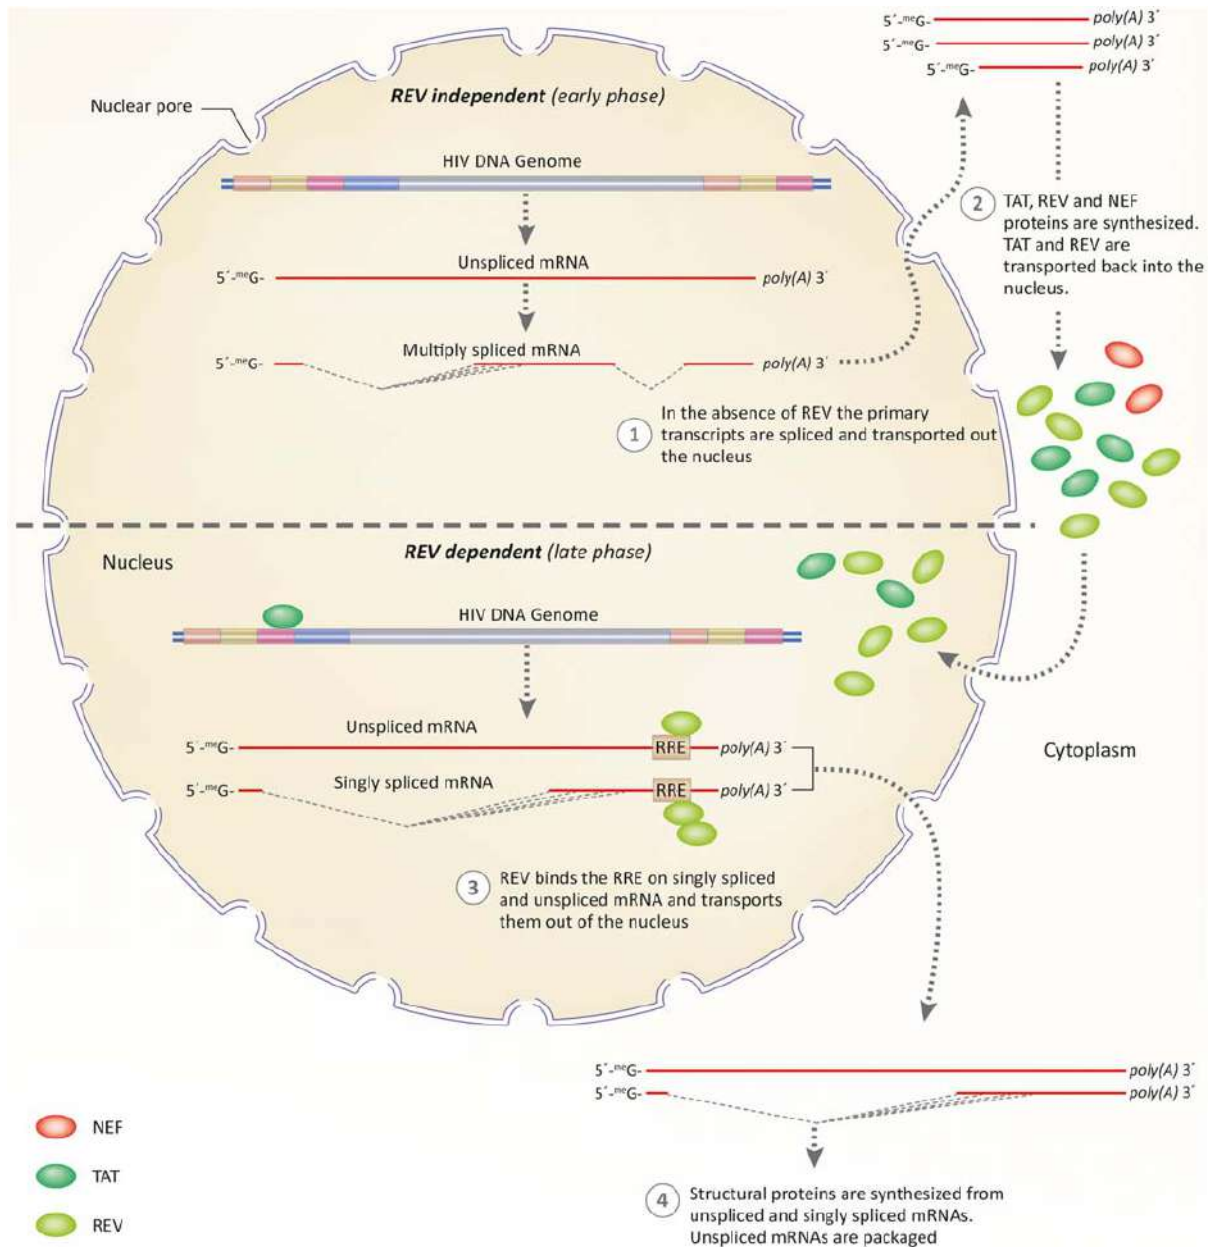 5´-meG- poly(A) 3´
5´-meG- poly(A) 3´
5´-meG- poly(A) 3´
REV independent (early phase)
Nuclear pore
HIV DNA Genome
Unspliced mRNA
5´-meG- poly(A) 3´
Multiply spliced mRNA
5´-meG- poly(A) 3´
1
In the absence of REV the primary
transcripts are spliced and transported out
the nucleus
2
TAT, REV and NEF
proteins are synthesized.
TAT and REV are
transported back into the
nucleus.
Nucleus
REV dependent (late phase)
HIV DNA Genome
Unspliced mRNA
5´-meG- RRE poly(A) 3´
Singly spliced mRNA
5´-meG- RRE poly(A) 3´
Cytoplasm
3
REV binds the RRE on singly spliced
and unspliced mRNA and transports
them out of the nucleus
5´-meG- poly(A) 3´
5´-meG- poly(A) 3´
4
Structural proteins are synthesized from
unspliced and singly spliced mRNAs.
Unspliced mRNAs are packaged
NEF
TAT
REV